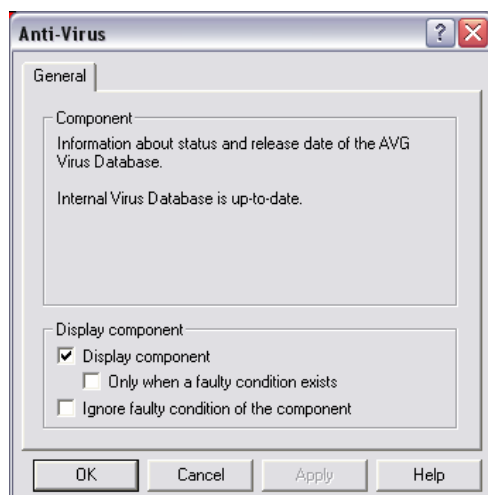 Anti-Virus
General
Component
Information about status and release date of the AVG
Virus Database.
Internal Virus Database is up-to-date.
Display component
Display component
Only when a faulty condition exists
Ignore faulty condition of the component
OK Cancel Apply Help